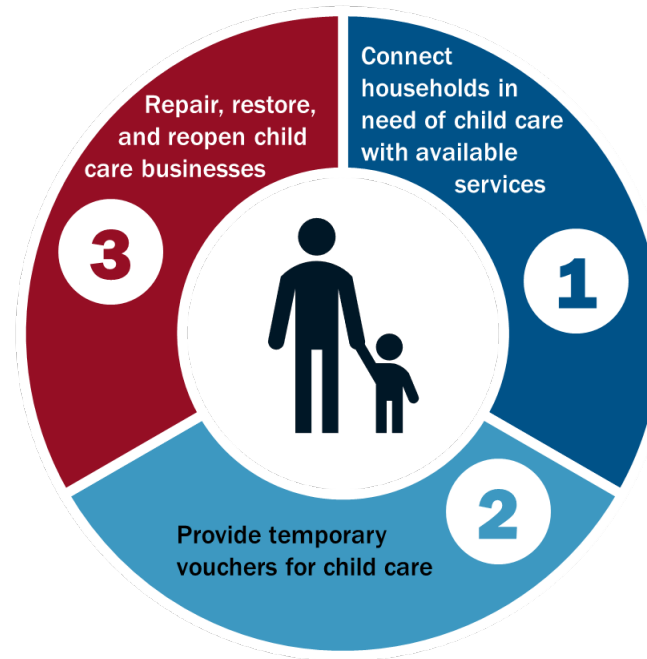 Connect
households in
need of child care
with available
services
1
2
Provide temporary
vouchers for child care
Repair, restore,
and reopen child
care businesses
3